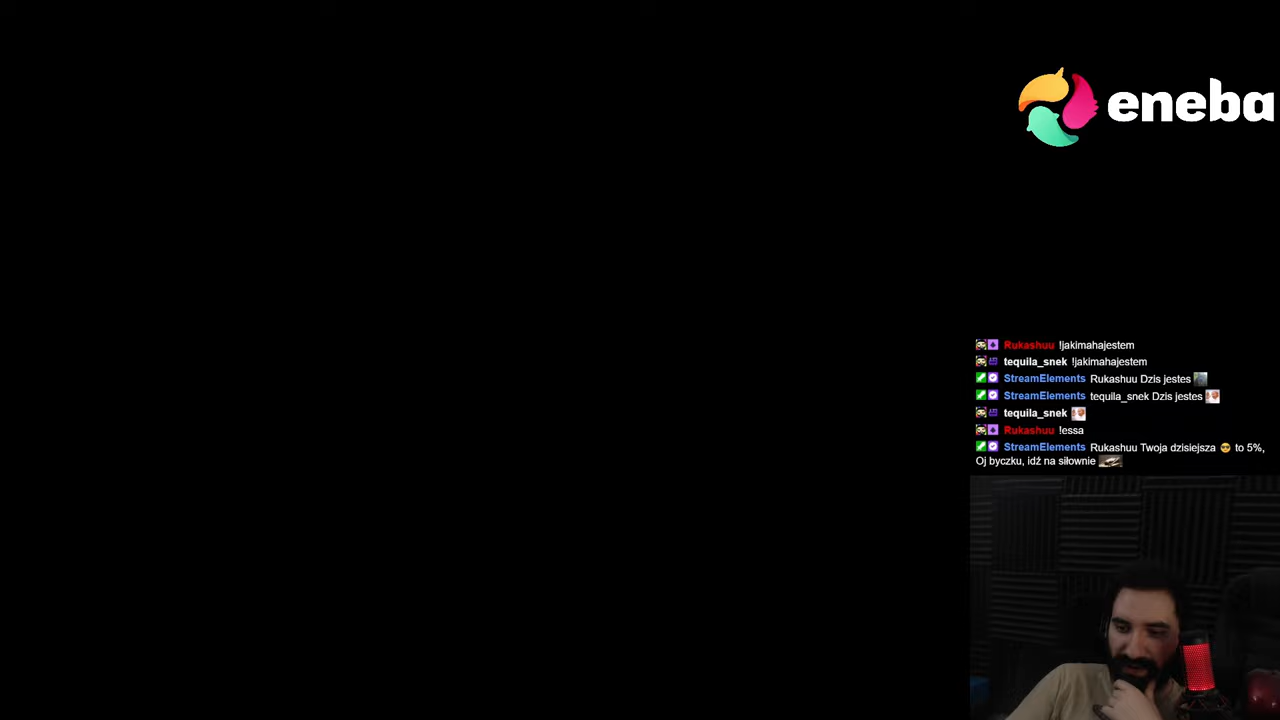 eneba
Rukashuu !jakimahajestem
tequila_snek !jakimahajestem
StreamElements Rukashuu Dzis jestes
StreamElements tequila_snek Dzis jestes
tequila_snek
Rukashuu !essa
StreamElements Rukashuu Twoja dzisiejsza 😎 to 5%,
Oj byczku, idź na siłownie